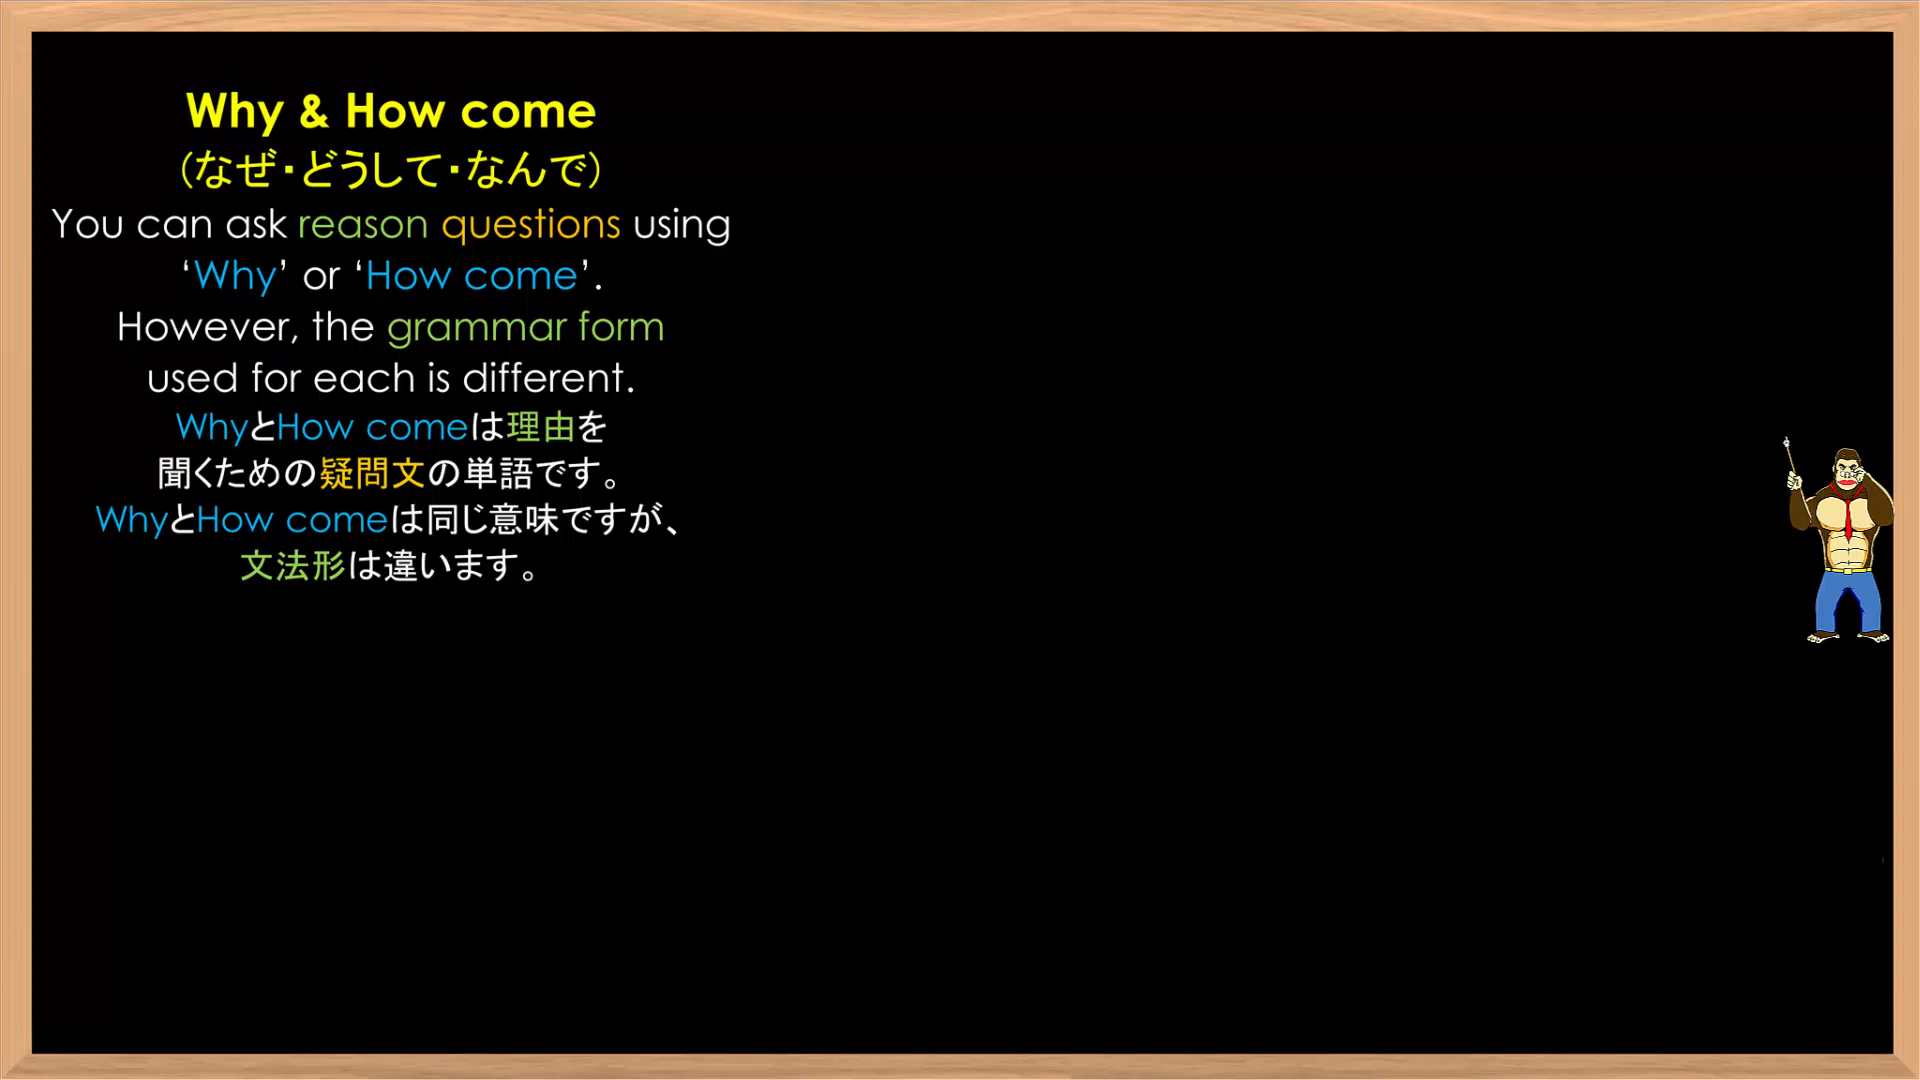 Why & How come
(なぜ・どうして・なんで)
You can ask reason questions using
‘Why’ or ‘How come’.
However, the grammar form
used for each is different.
WhyとHow comeは理由を
聞くための疑問文の単語です。
WhyとHow comeは同じ意味ですが、
文法形は違います。